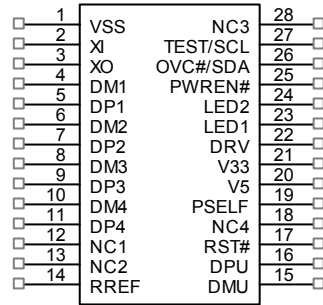 1 VSS NC3 28
2 XI TEST/SCL 27
3 XO OVC#/SDA 26
4 DM1 PWREN# 25
5 DP1 LED2 24
6 DM2 LED1 23
7 DP2 DRV 22
8 DM3 V33 21
9 DP3 V5 20
10 DM4 PSELF 19
11 DP4 NC4 18
12 NC1 RST# 17
13 NC2 DPU 16
14 RREF DMU 15